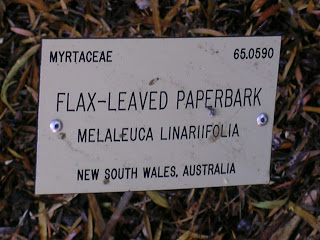 MYRTACEAE 65.0590
FLAX-LEAVED PAPERBARK
MELALEUCA LINARIIFOLIA
NEW SOUTH WALES, AUSTRALIA